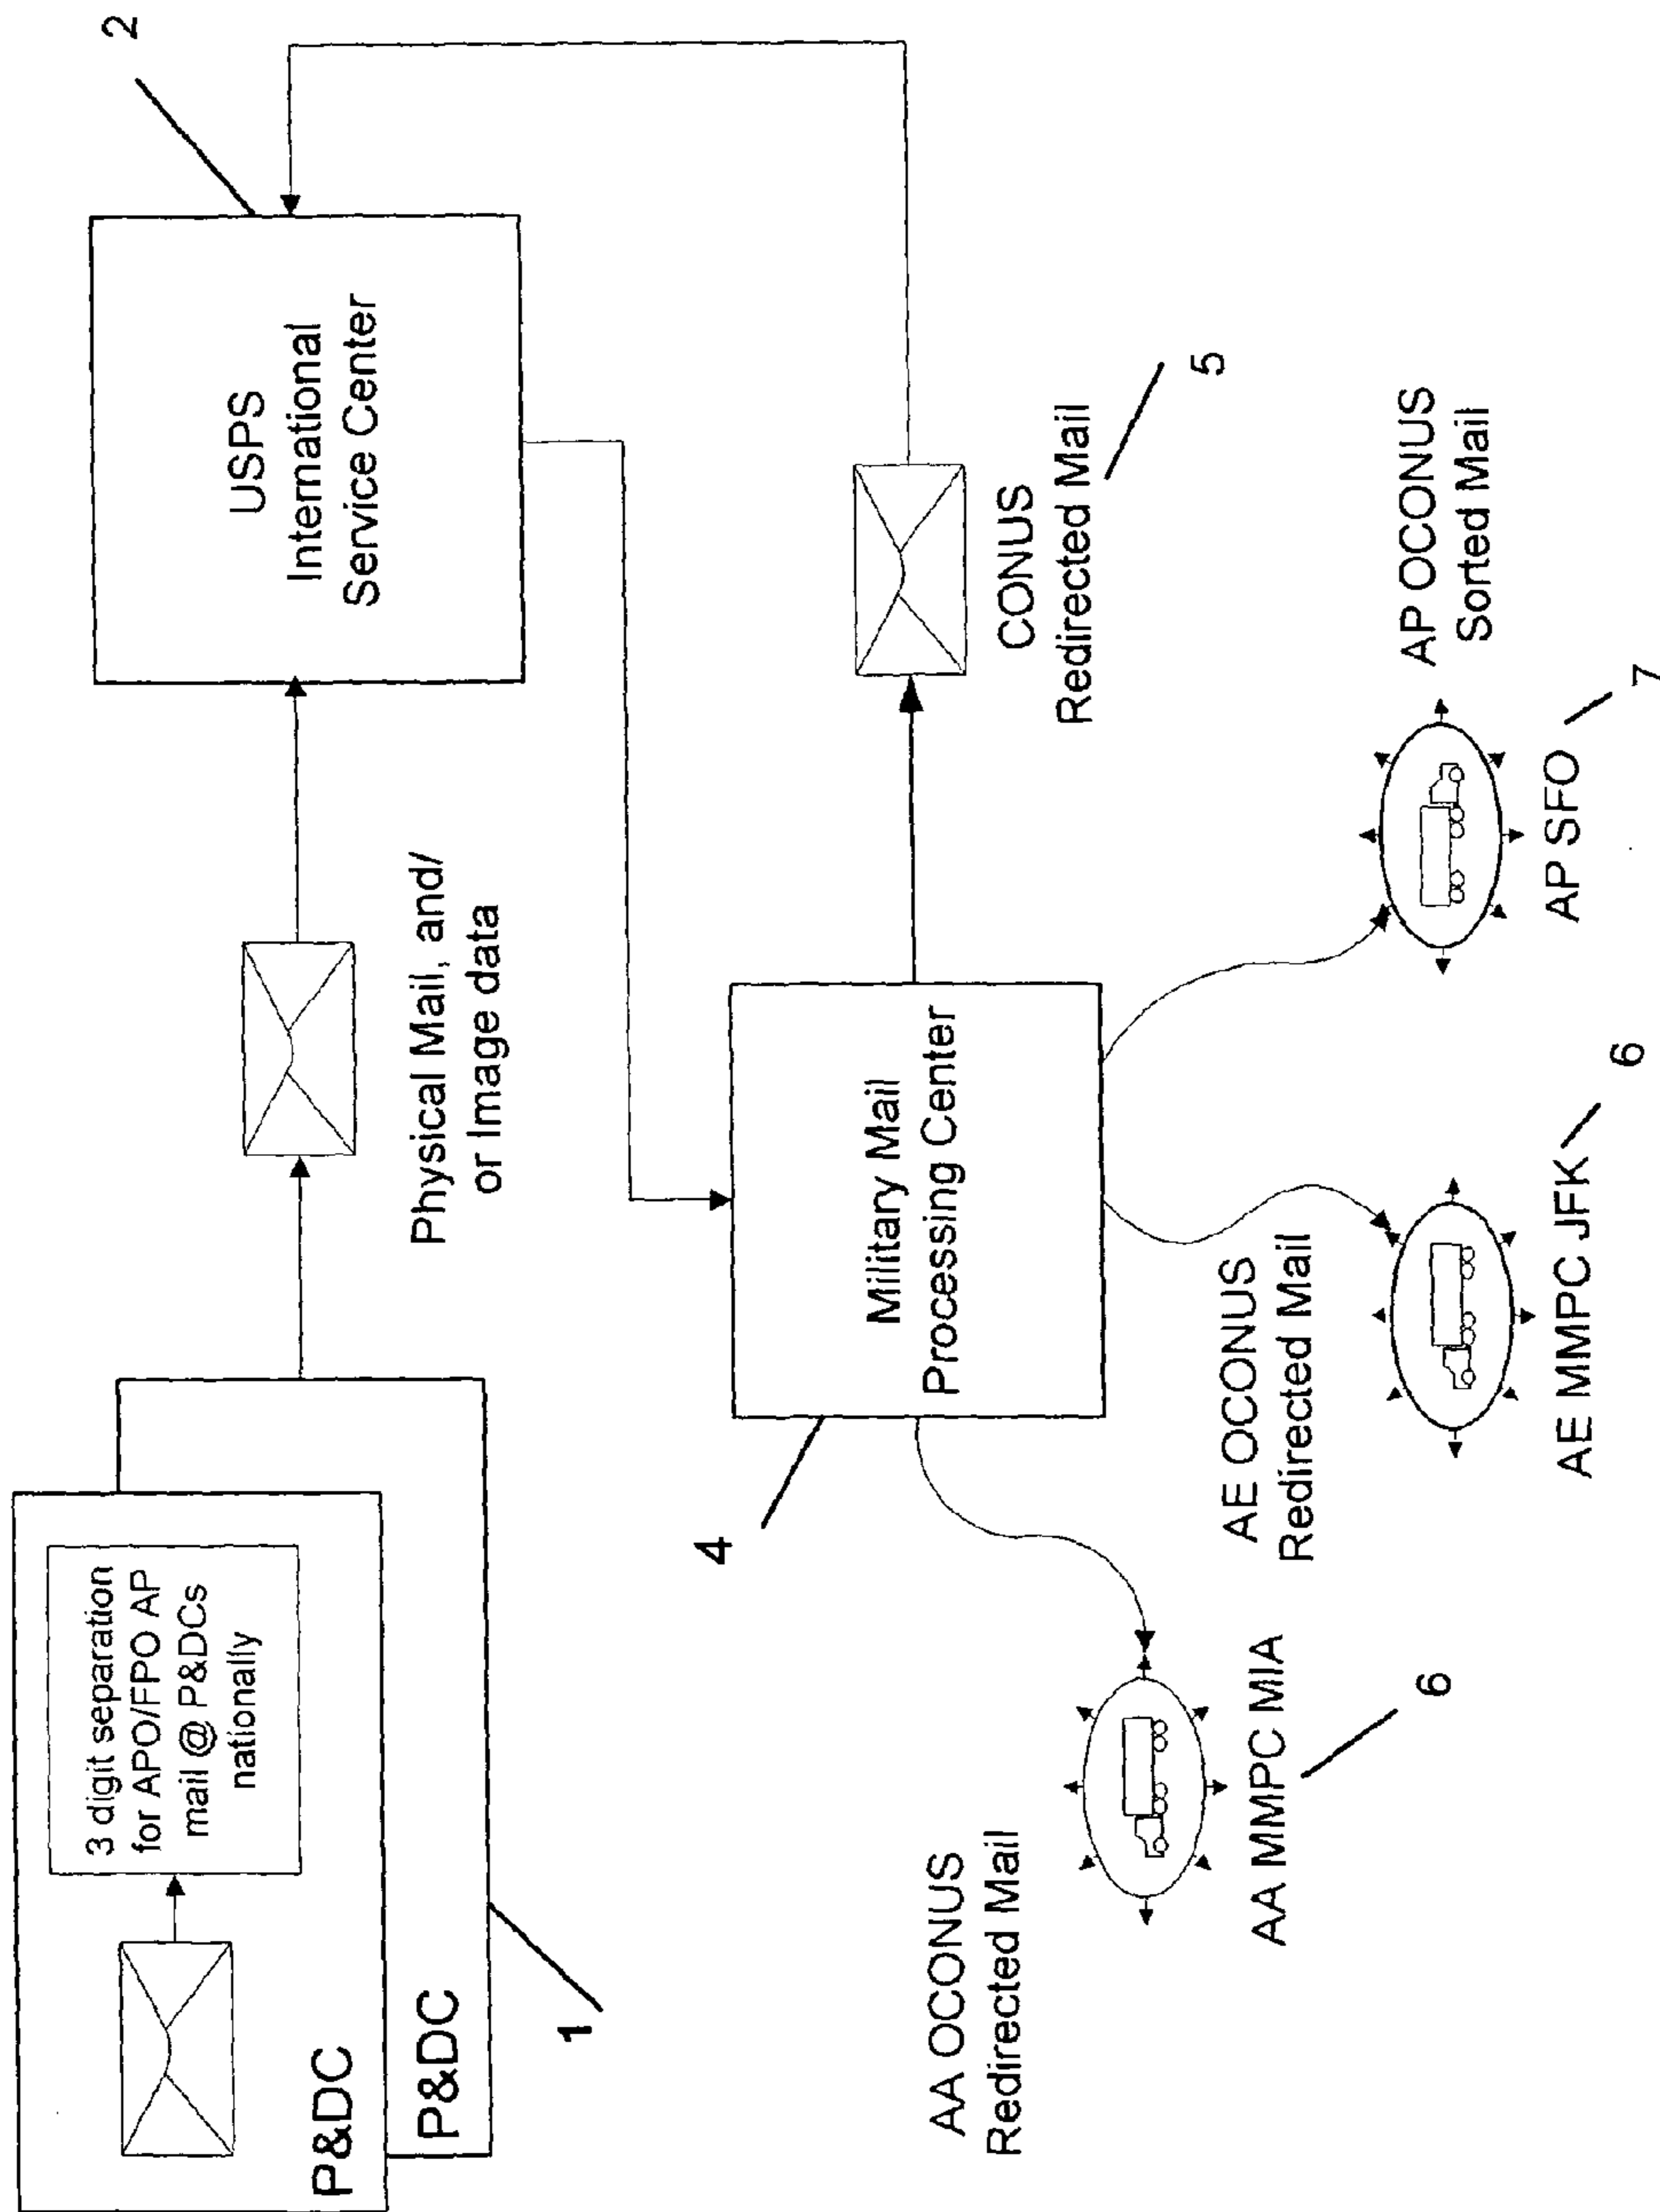 3 digit separation
for APO/FPO AP
mail @ P&DCs
nationally
P&DC
P&DC
1
Physical Mail, and/
or Image data
USPS
International
Service Center
2
Military Mail
Processing Center
4
CONUS
Redirected Mail
5
AA OCONUS
Redirected Mail
AA MMPC MIA
6
AE OCONUS
Redirected Mail
AE MMPC JFK
6
AP OCONUS
Sorted Mail
AP SFO
7